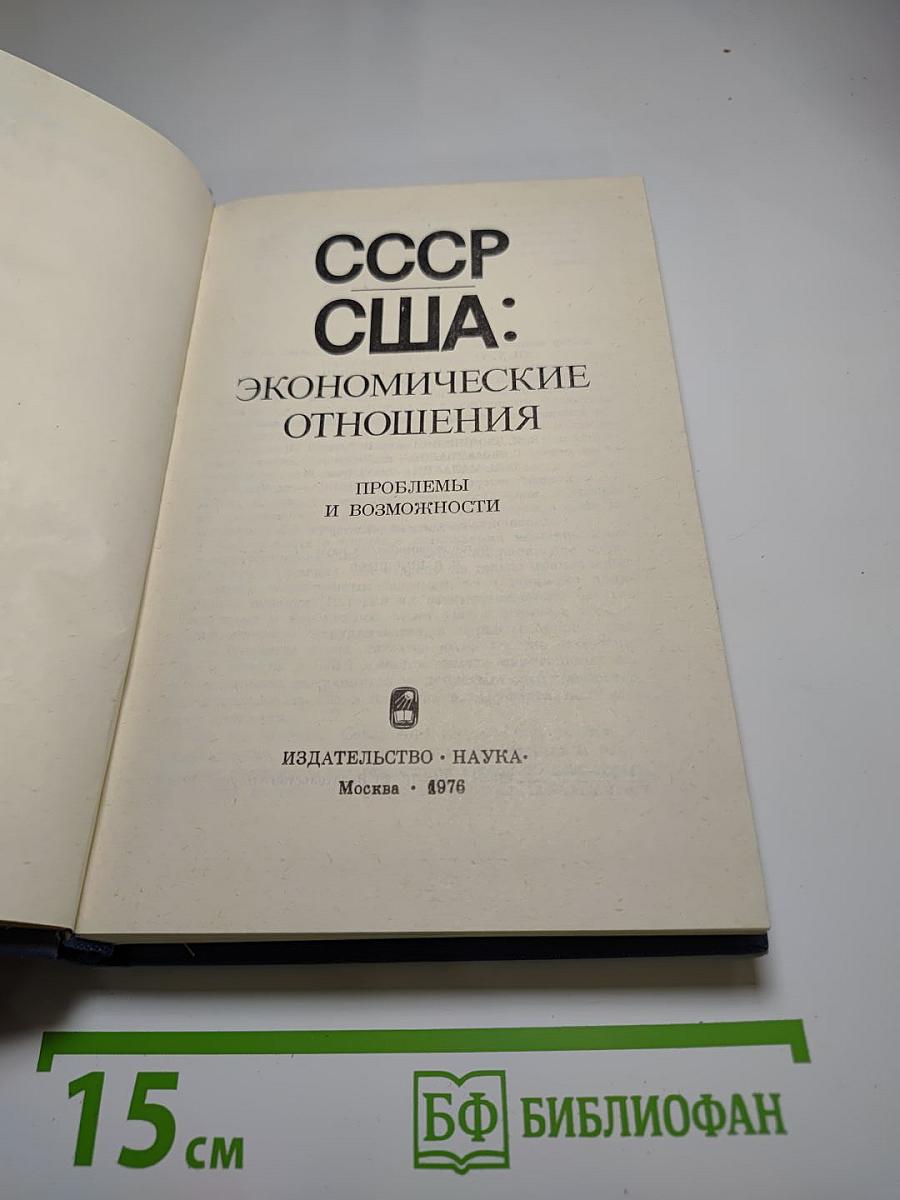 СССР
США:
ЭКОНОМИЧЕСКИЕ
ОТНОШЕНИЯ
ПРОБЛЕМЫ
И ВОЗМОЖНОСТИ
ИЗДАТЕЛЬСТВО · НАУКА·
Москва · 1976
15 см
БФ БИБЛИОФАН